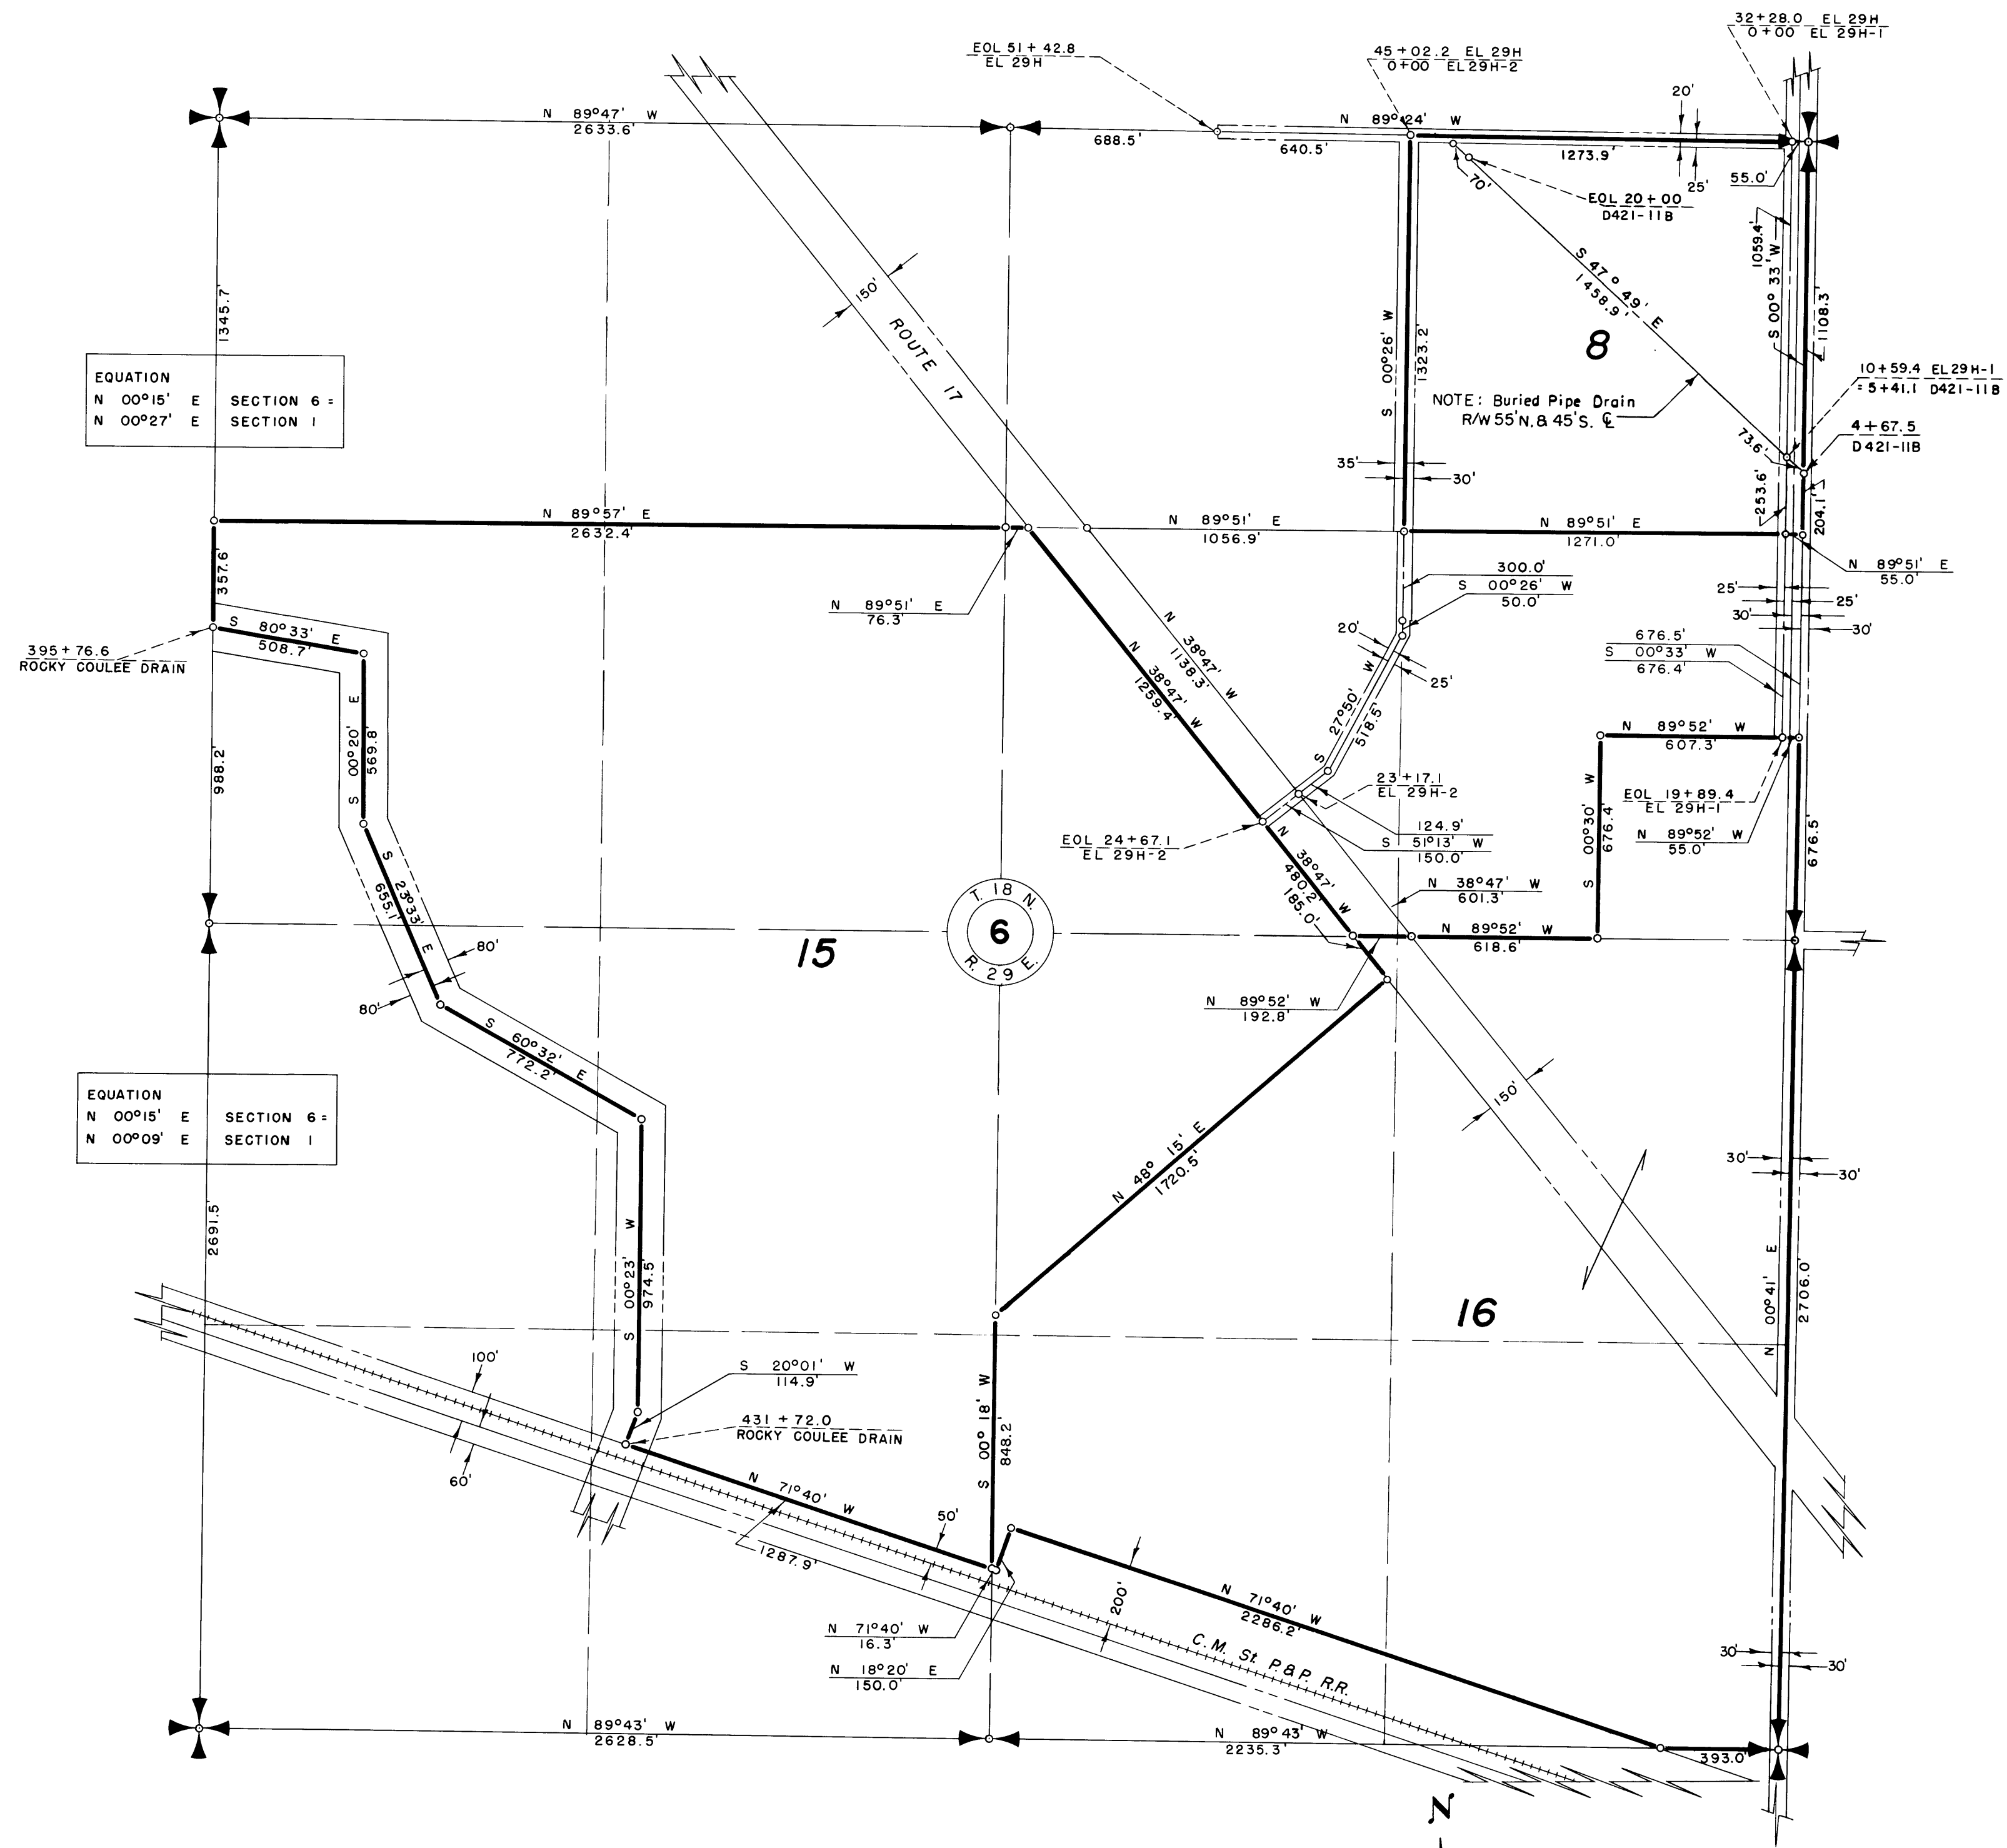 32+28.0 EL 29H
0+00 EL 29H-1
EOL 51+42.8
EL 29H
45+02.2 EL 29H
0+00 EL 29H-2
20'
N 89°47' W
2633.6'
688.5'
N 89°24' W
640.5'
1273.9'
25'
55.0'
70'
EOL 20+00
D421-11B
1345.7'
150'
ROUTE 17
S 00°26' W
1323.2'
S 47°49' E
1458.9'
8
1059.4'
S 00°33' W
1108.3'
EQUATION
N 00°15' E SECTION 6 =
N 00°27' E SECTION 1
NOTE: Buried Pipe Drain
R/W 55'N.& 45'S. ℄
10+59.4 EL 29H-1
= 5+41.1 D421-11B
4+67.5
D421-11B
73.6'
253.6'
204.1'
35'
30'
N 89°57' E
2632.4'
N 89°51' E
1056.9'
N 89°51' E
1271.0'
N 89°51' E
55.0'
357.6'
N 89°51' E
76.3'
300.0'
S 00°26' W
50.0'
25'
25'
30'
30'
395+76.6
ROCKY COULEE DRAIN
S 80°33' E
508.7'
N 38°47' W
1138.3'
N 38°47' W
1259.4'
20'
25'
S 27°50' W
518.5'
676.5'
S 00°33' W
676.4'
S 00°20' E
569.8'
988.2'
N 89°52' W
607.3'
23+17.1
EL 29H-2
EOL 19+89.4
EL 29H-1
N 89°52' W
55.0'
S 00°30' W
676.4'
676.5'
EOL 24+67.1
EL 29H-2
124.9'
S 51°13' W
150.0'
N 38°47' W
480.2'
185.0'
N 38°47' W
601.3'
S 23°33' E
655.1'
80'
80'
15
T. 18 N.
6
R. 29 E.
N 89°52' W
618.6'
N 89°52' W
192.8'
S 60°32' E
772.2'
EQUATION
N 00°15' E SECTION 6 =
N 00°09' E SECTION 1
150'
N 48° 15' E
1720.5'
30'
30'
2691.5'
S 00°23' W
974.5'
16
N 00°41' E
2706.0'
100'
60'
S 20°01' W
114.9'
431+72.0
ROCKY COULEE DRAIN
S 00°18' W
848.2'
N 71°40' W
1287.9'
50'
200'
N 71°40' W
2286.2'
N 71°40' W
16.3'
N 18°20' E
150.0'
C.M. St. P.& P. R.R.
30'
30'
N 89°43' W
2628.5'
N 89°43' W
2235.3'
393.0'
N